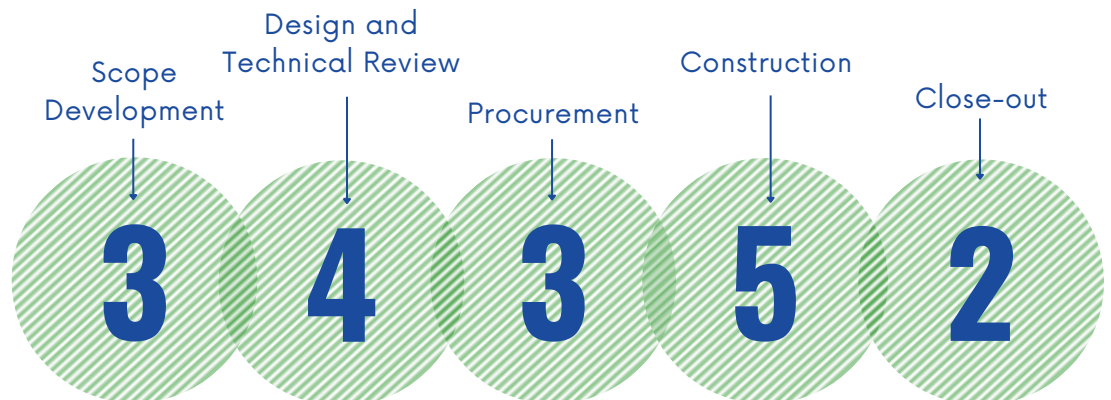 Scope
Development
3
Design and
Technical Review
4
Procurement
3
Construction
5
Close-out
2